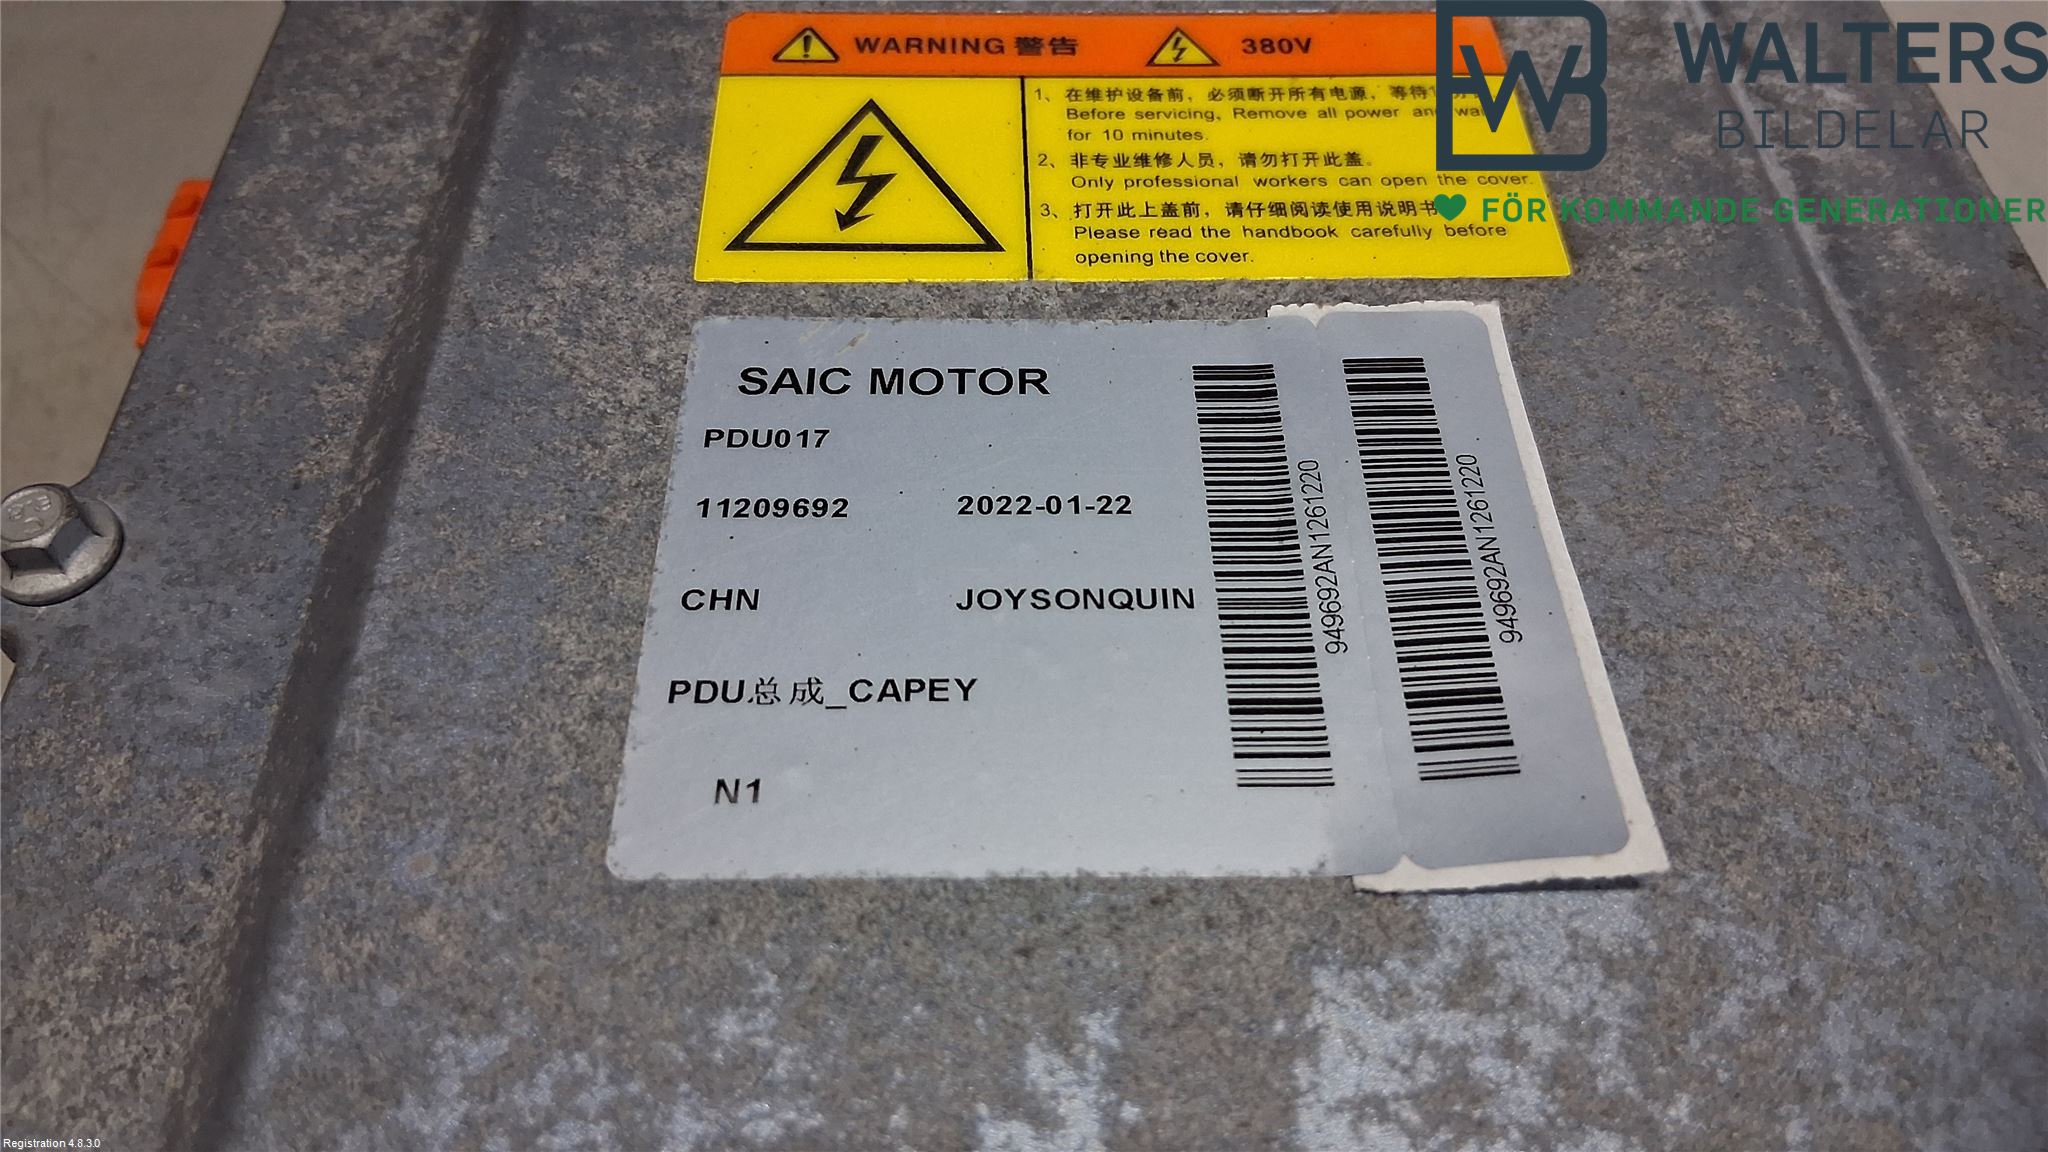 WARNING 警告 380V
1、在维护设备前，必须断开所有电源，等待
Before servicing, Remove all power and wait
for 10 minutes.
2、非专业维修人员，请勿打开此盖。
Only professional workers can open the cover.
3、打开此上盖前，请仔细阅读使用说明书
Please read the handbook carefully before
opening the cover.
WALTERS
BILDELAR
FÖR KOMMANDE GENERATIONER
SAIC MOTOR
PDU017
11209692 2022-01-22
CHN JOYSONQUIN
PDU总成_CAPEY
N1
949692AN1261220
949692AN1261220
Registration 4.8.3.0